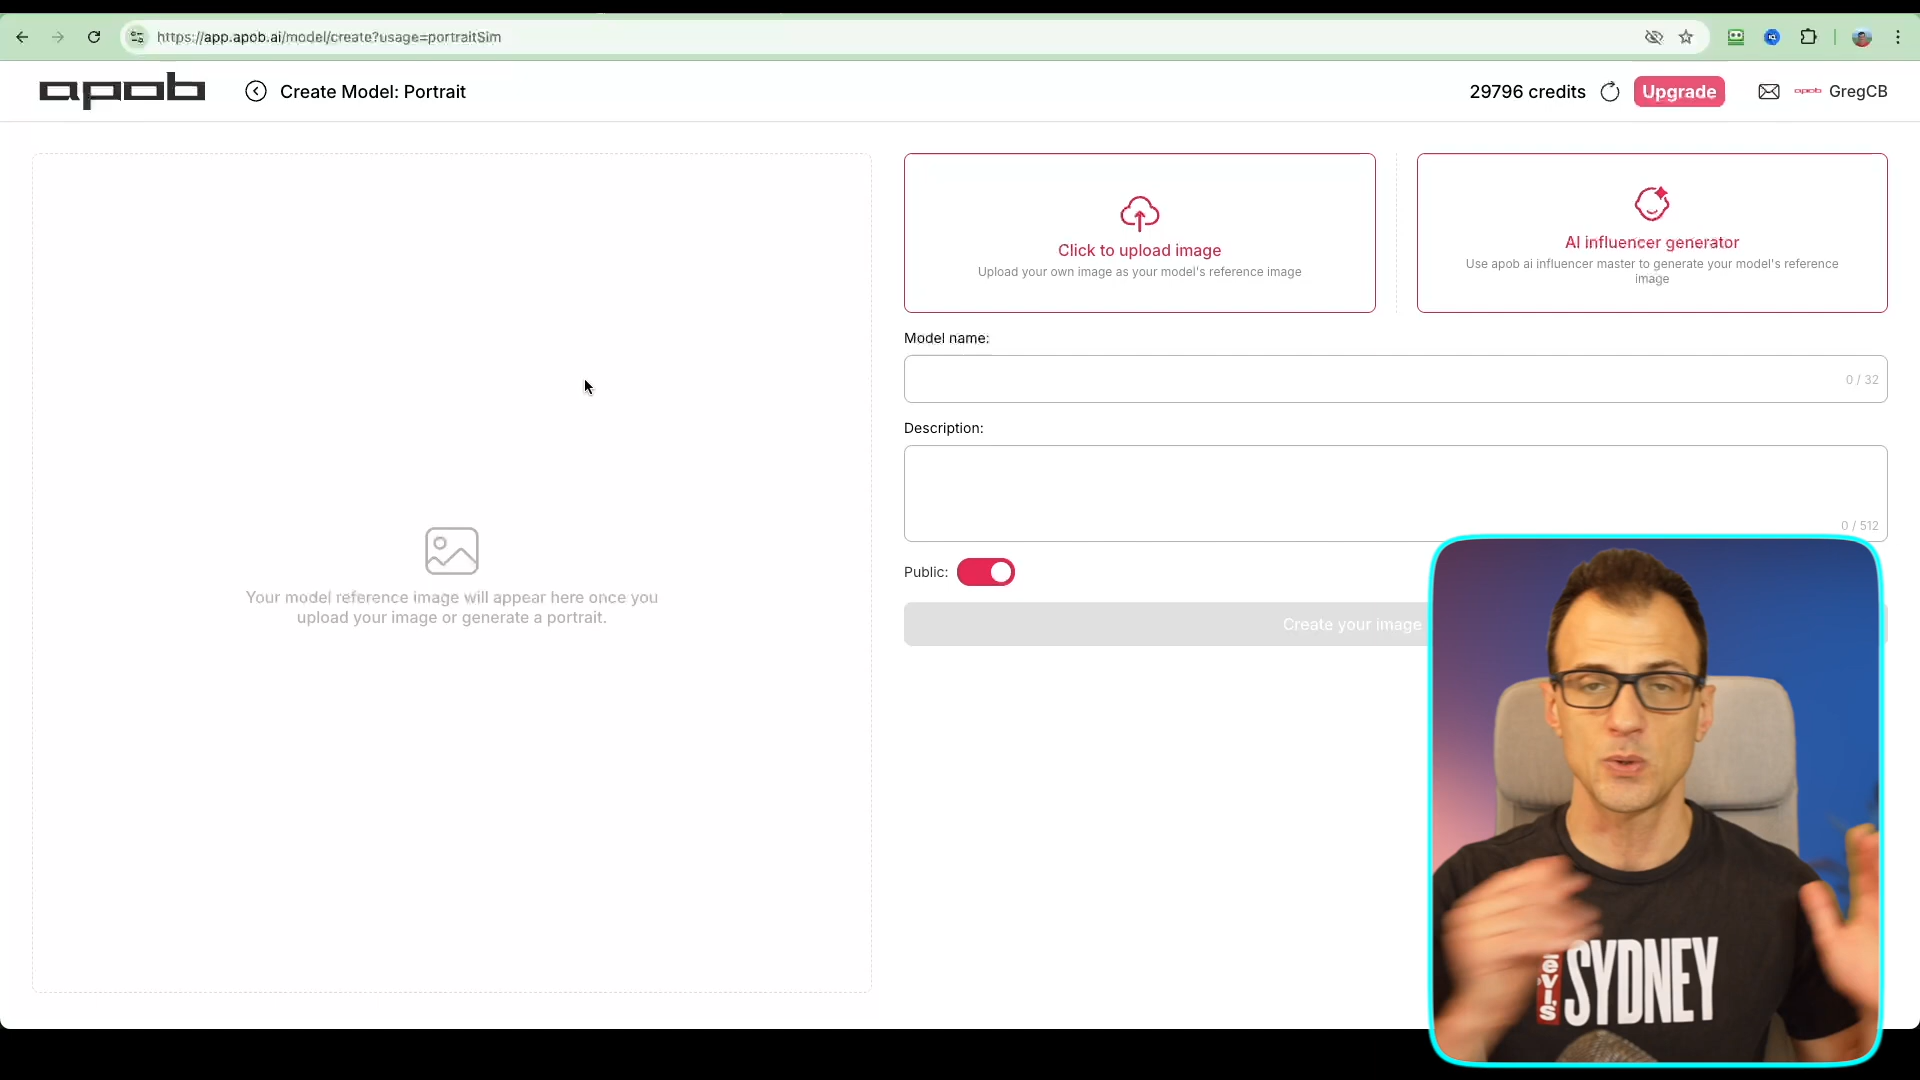 https://app.apob.ai/model/create?usage=portraitSim
apob
Create Model: Portrait
29796 credits
Upgrade
apob
GregCB
Click to upload image
Upload your own image as your model's reference image
AI influencer generator
Use apob ai influencer master to generate your model's reference
image
Model name:
0 / 32
Description:
0 / 512
Your model reference image will appear here once you
upload your image or generate a portrait.
Public:
Create your image
Levi's
SYDNEY